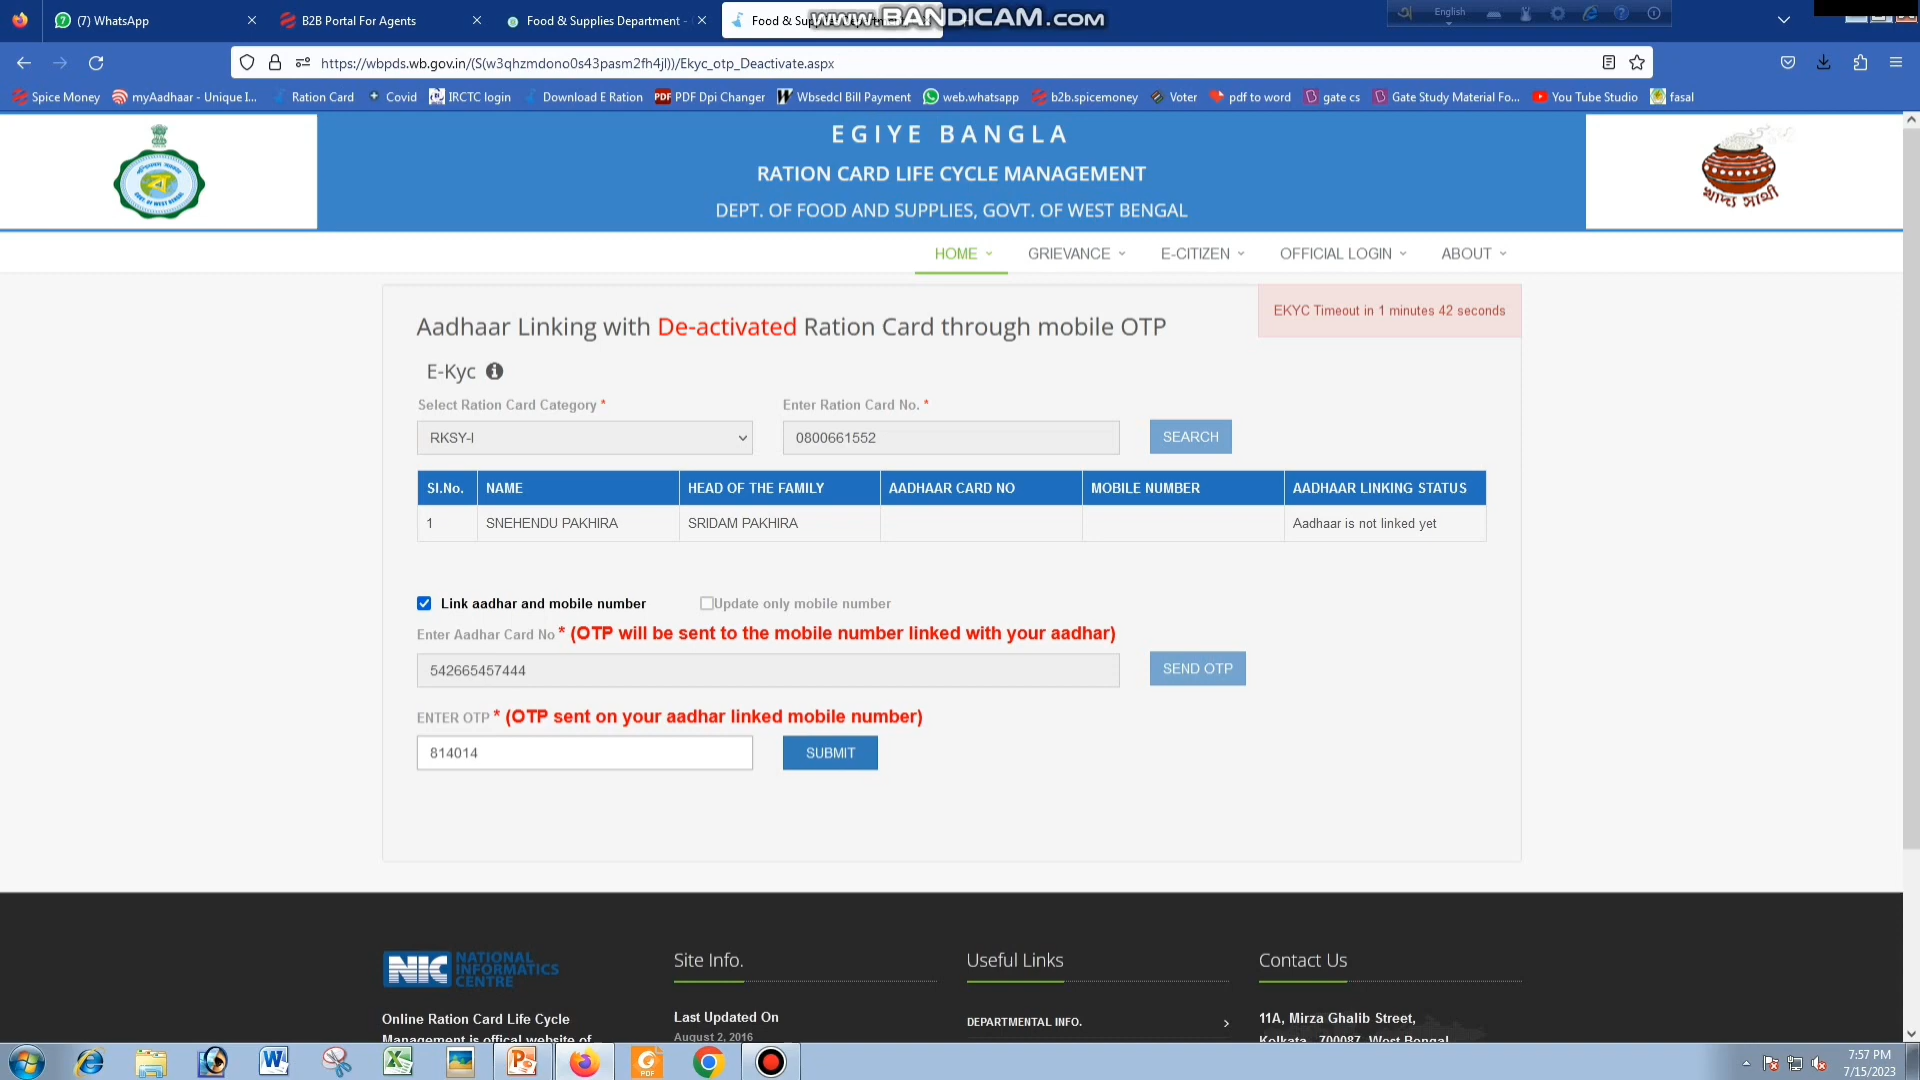 (7) WhatsApp
B2B Portal For Agents
Food & Supplies Department -
www.BANDICAM.com
English
https://wbpds.wb.gov.in/(S(w3qhzmdono0s43pasm2fh4jl))/Ekyc_otp_Deactivate.aspx
Spice Money
myAadhaar - Unique I...
Ration Card
Covid
IRCTC login
Download E Ration
PDF Dpi Changer
Wbsedcl Bill Payment
web.whatsapp
b2b.spicemoney
Voter
pdf to word
gate cs
Gate Study Material Fo...
You Tube Studio
fasal
EGIYE BANGLA
RATION CARD LIFE CYCLE MANAGEMENT
DEPT. OF FOOD AND SUPPLIES, GOVT. OF WEST BENGAL
খাদ্য সাথী
HOME
GRIEVANCE
E-CITIZEN
OFFICIAL LOGIN
ABOUT
EKYC Timeout in 1 minutes 42 seconds
Aadhaar Linking with De-activated Ration Card through mobile OTP
E-Kyc
Select Ration Card Category *
Enter Ration Card No. *
RKSY-I
0800661552
SEARCH
Sl.No. NAME HEAD OF THE FAMILY AADHAAR CARD NO MOBILE NUMBER AADHAAR LINKING STATUS
1 SNEHENDU PAKHIRA SRIDAM PAKHIRA Aadhaar is not linked yet
Link aadhar and mobile number
Update only mobile number
Enter Aadhar Card No * (OTP will be sent to the mobile number linked with your aadhar)
542665457444
SEND OTP
ENTER OTP * (OTP sent on your aadhar linked mobile number)
814014
SUBMIT
NIC NATIONAL
INFORMATICS
CENTRE
Online Ration Card Life Cycle
Management is offical website of
Site Info.
Last Updated On
August 2, 2016
Useful Links
DEPARTMENTAL INFO.
Contact Us
11A, Mirza Ghalib Street,
Kolkata - 700087, West Bengal
7:57 PM
7/15/2023